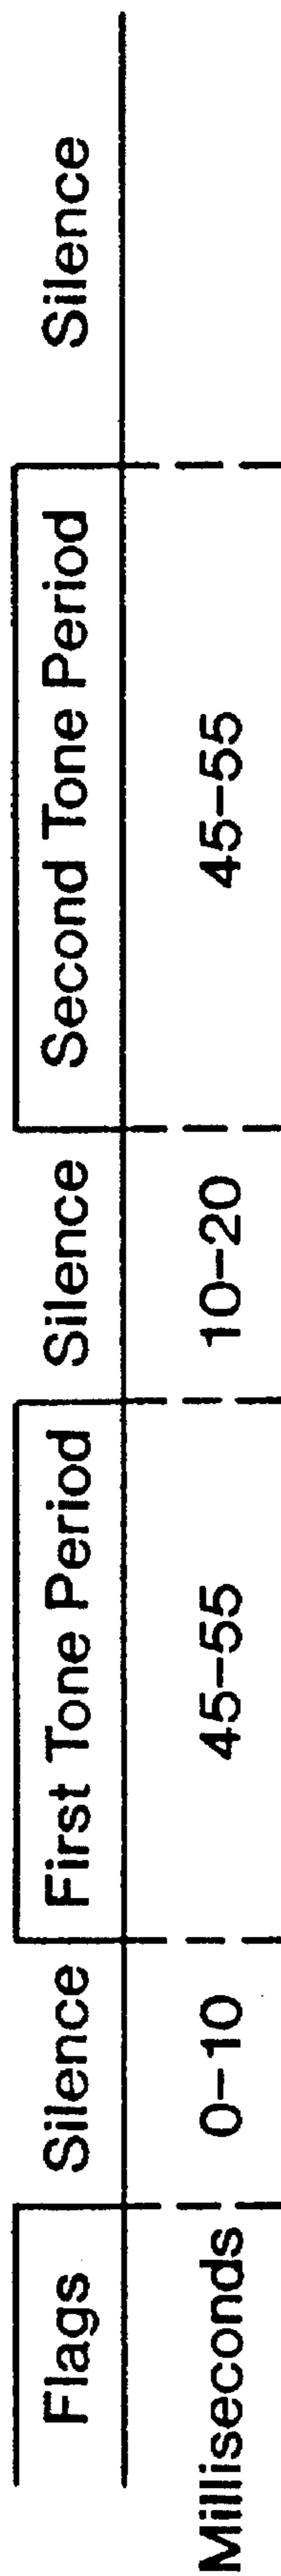 Flags Silence First Tone Period Silence Second Tone Period Silence
Milliseconds 0–10 45–55 10–20 45–55